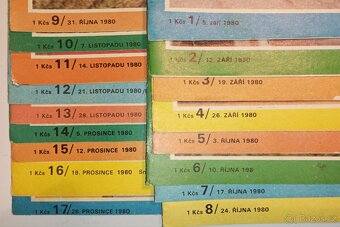 1 Kčs 9/ 31. ŘÍJNA 1980
1 Kčs 10/ 7. LISTOPADU 1980
1 Kčs 11/ 14. LISTOPADU 1980
1 Kčs 12/ 21. LISTOPADU
1 Kčs 13/ 28. LISTOPADU 1980
1 Kčs 14/ 5. PROSINCE 1980
1 Kčs 15/ 12. PROSINCE 1980
1 Kčs 16/ 19. PROSINCE 1960
1 Kčs 17/ 26. PROSINCE 1980
1 Kčs 1/ 5. září 1980
1 Kčs 2/ 12. ZÁŘÍ 1980
1 Kčs 3/ 19. ZÁŘÍ 1980
1 Kčs 4/ 26. ZÁŘÍ 1980
1 Kčs 5/ 3. ŘÍJNA 1980
1 Kčs 6/ 10. ŘÍJNA 198
1 Kčs 7/ 17. ŘÍJNA 1980
1 Kčs 8/ 24. ŘÍJNA 1980